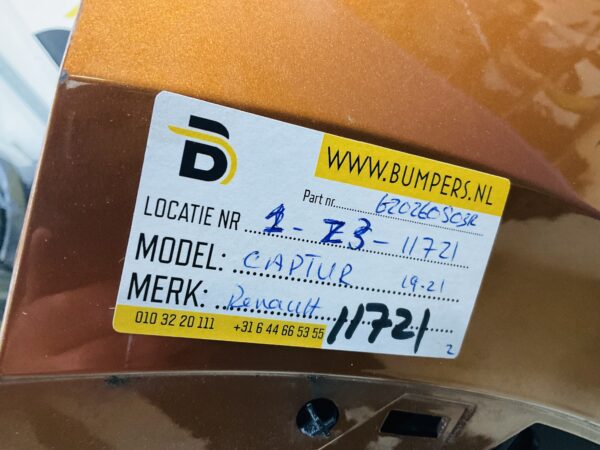 WWW.BUMPERS.NL
Part nr. 620260503R
LOCATIE NR 1-Z3-11721
MODEL: CAPTUR 19-21
MERK: Renault 11721
010 32 20 111 +31 6 44 66 53 55
2